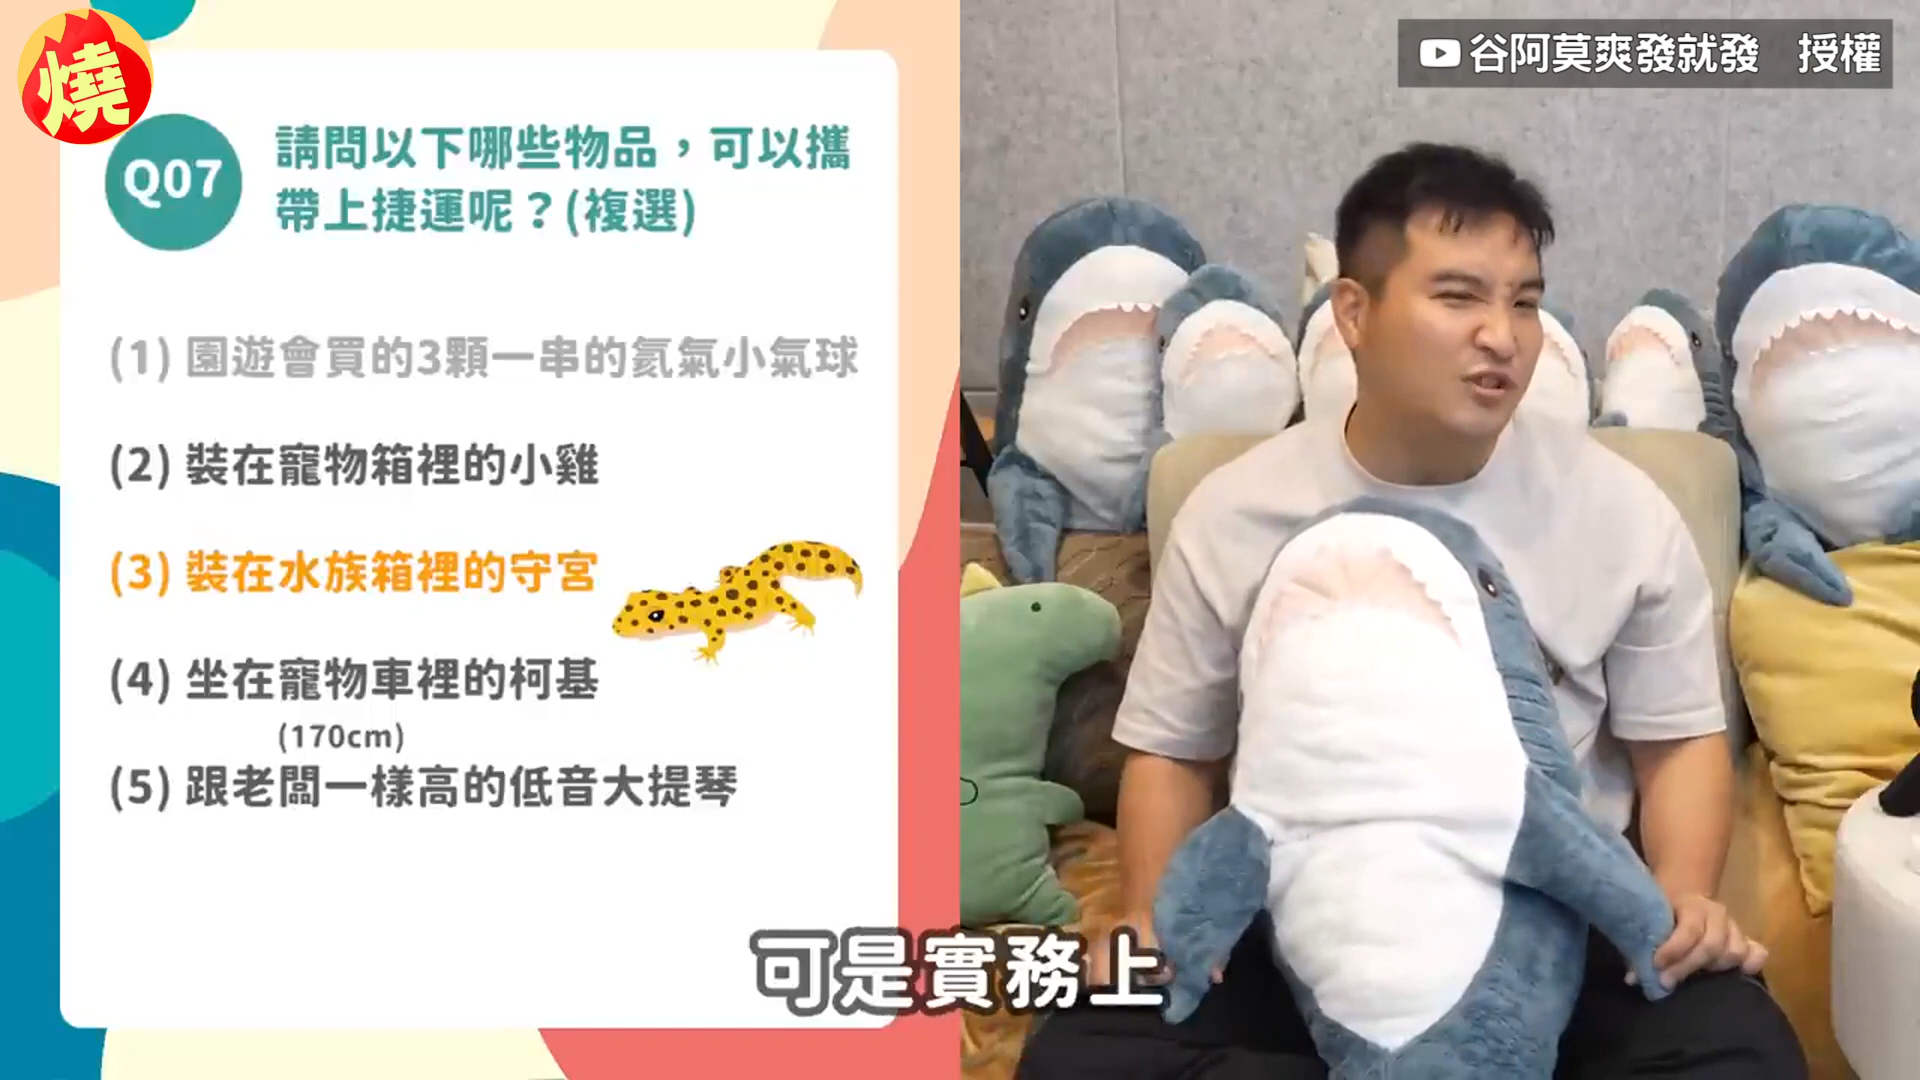 燒
谷阿莫爽發就發 授權
Q07
請問以下哪些物品，可以攜
帶上捷運呢？(複選)
(1) 園遊會買的3顆一串的氦氣小氣球
(2) 裝在寵物箱裡的小雞
(3) 裝在水族箱裡的守宮
(4) 坐在寵物車裡的柯基
(170cm)
(5) 跟老闆一樣高的低音大提琴
可是實務上